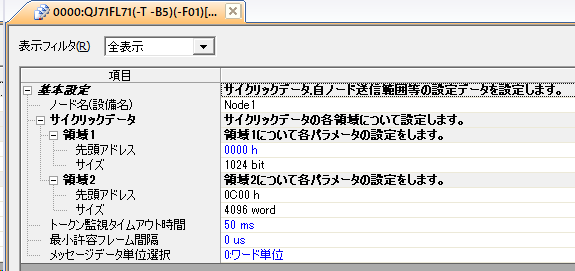 0000:QJ71FL71(-T -B5)(-F01)[...
表示フィルタ(R) 全表示
項目
基本設定 サイクリックデータ,自ノード送信範囲等の設定データを設定します。
ノード名(設備名) Node1
サイクリックデータ サイクリックデータの各領域について設定します。
領域1 領域1について各パラメータの設定をします。
先頭アドレス 0000 h
サイズ 1024 bit
領域2 領域2について各パラメータの設定をします。
先頭アドレス 0C00 h
サイズ 4096 word
トークン監視タイムアウト時間 50 ms
最小許容フレーム間隔 0 us
メッセージデータ単位選択 0:ワード単位